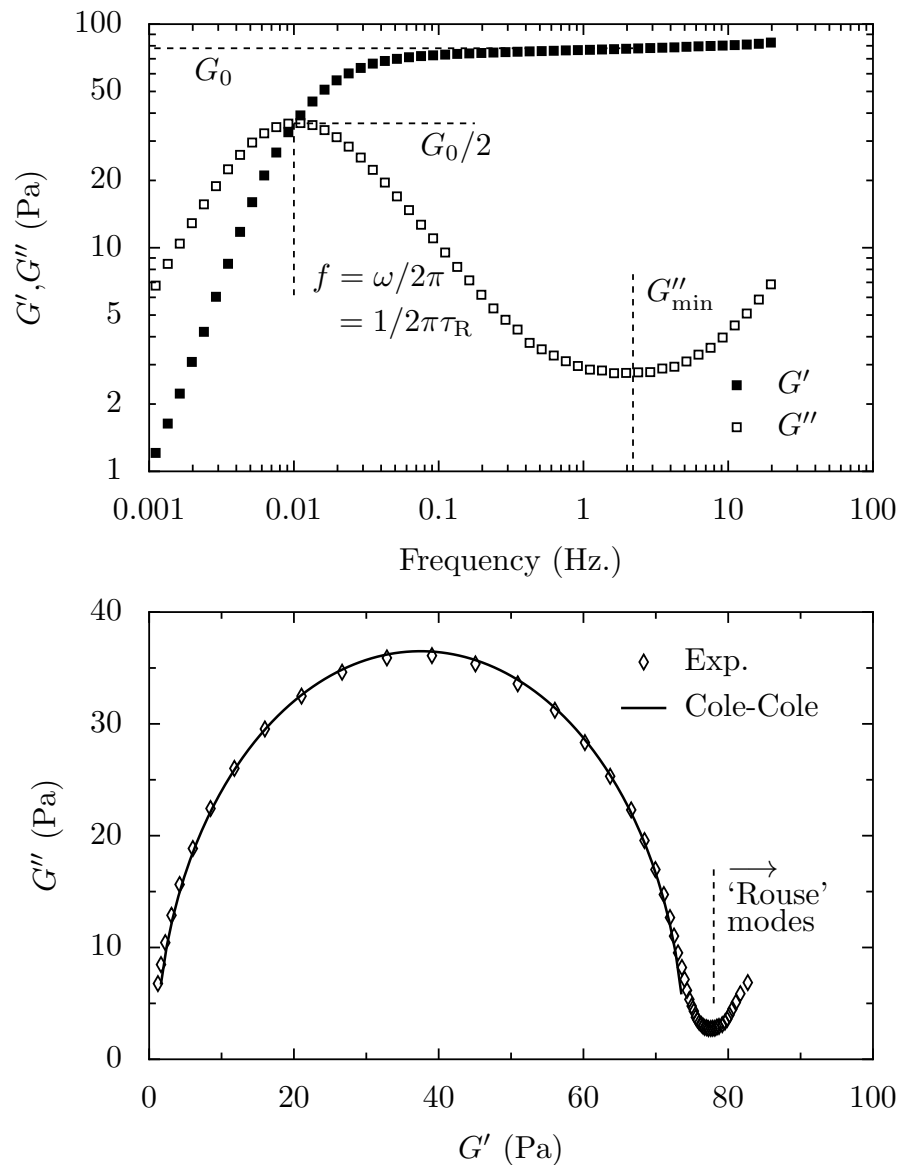 100
50
20
10
5
2
1
G₀
G₀/2
f = ω/2π
= 1/2πτ_R
G″_min
G′
G″
G′,G″ (Pa)
0.001 0.01 0.1 1 10 100
Frequency (Hz.)
40
30
20
10
0
Exp.
Cole-Cole
⟶
‘Rouse’
modes
G″ (Pa)
0 20 40 60 80 100
G′ (Pa)